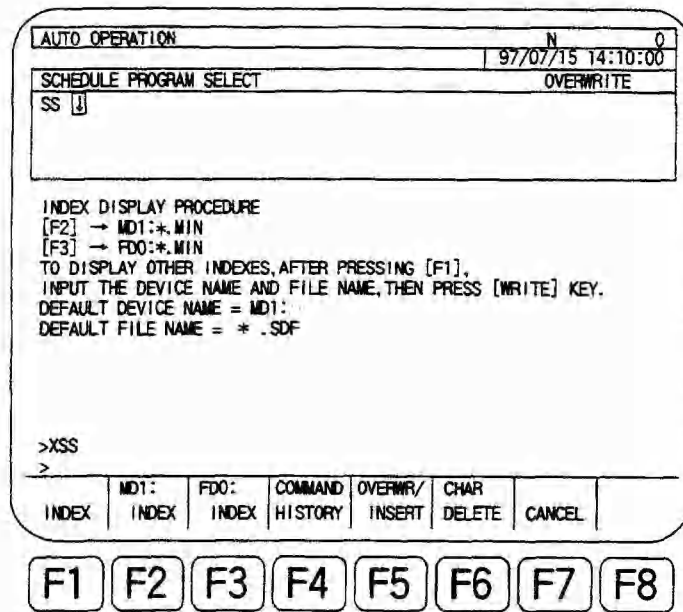 AUTO OPERATION N 0
97/07/15 14:10:00
SCHEDULE PROGRAM SELECT OVERWRITE
SS ↓
INDEX DISPLAY PROCEDURE
[F2] → MD1:*.MIN
[F3] → FD0:*.MIN
TO DISPLAY OTHER INDEXES,AFTER PRESSING [F1],
INPUT THE DEVICE NAME AND FILE NAME,THEN PRESS [WRITE] KEY.
DEFAULT DEVICE NAME = MD1:
DEFAULT FILE NAME = * .SDF
>XSS
>
MD1: FD0: COMMAND OVERWR/ CHAR
INDEX INDEX INDEX HISTORY INSERT DELETE CANCEL
F1 F2 F3 F4 F5 F6 F7 F8